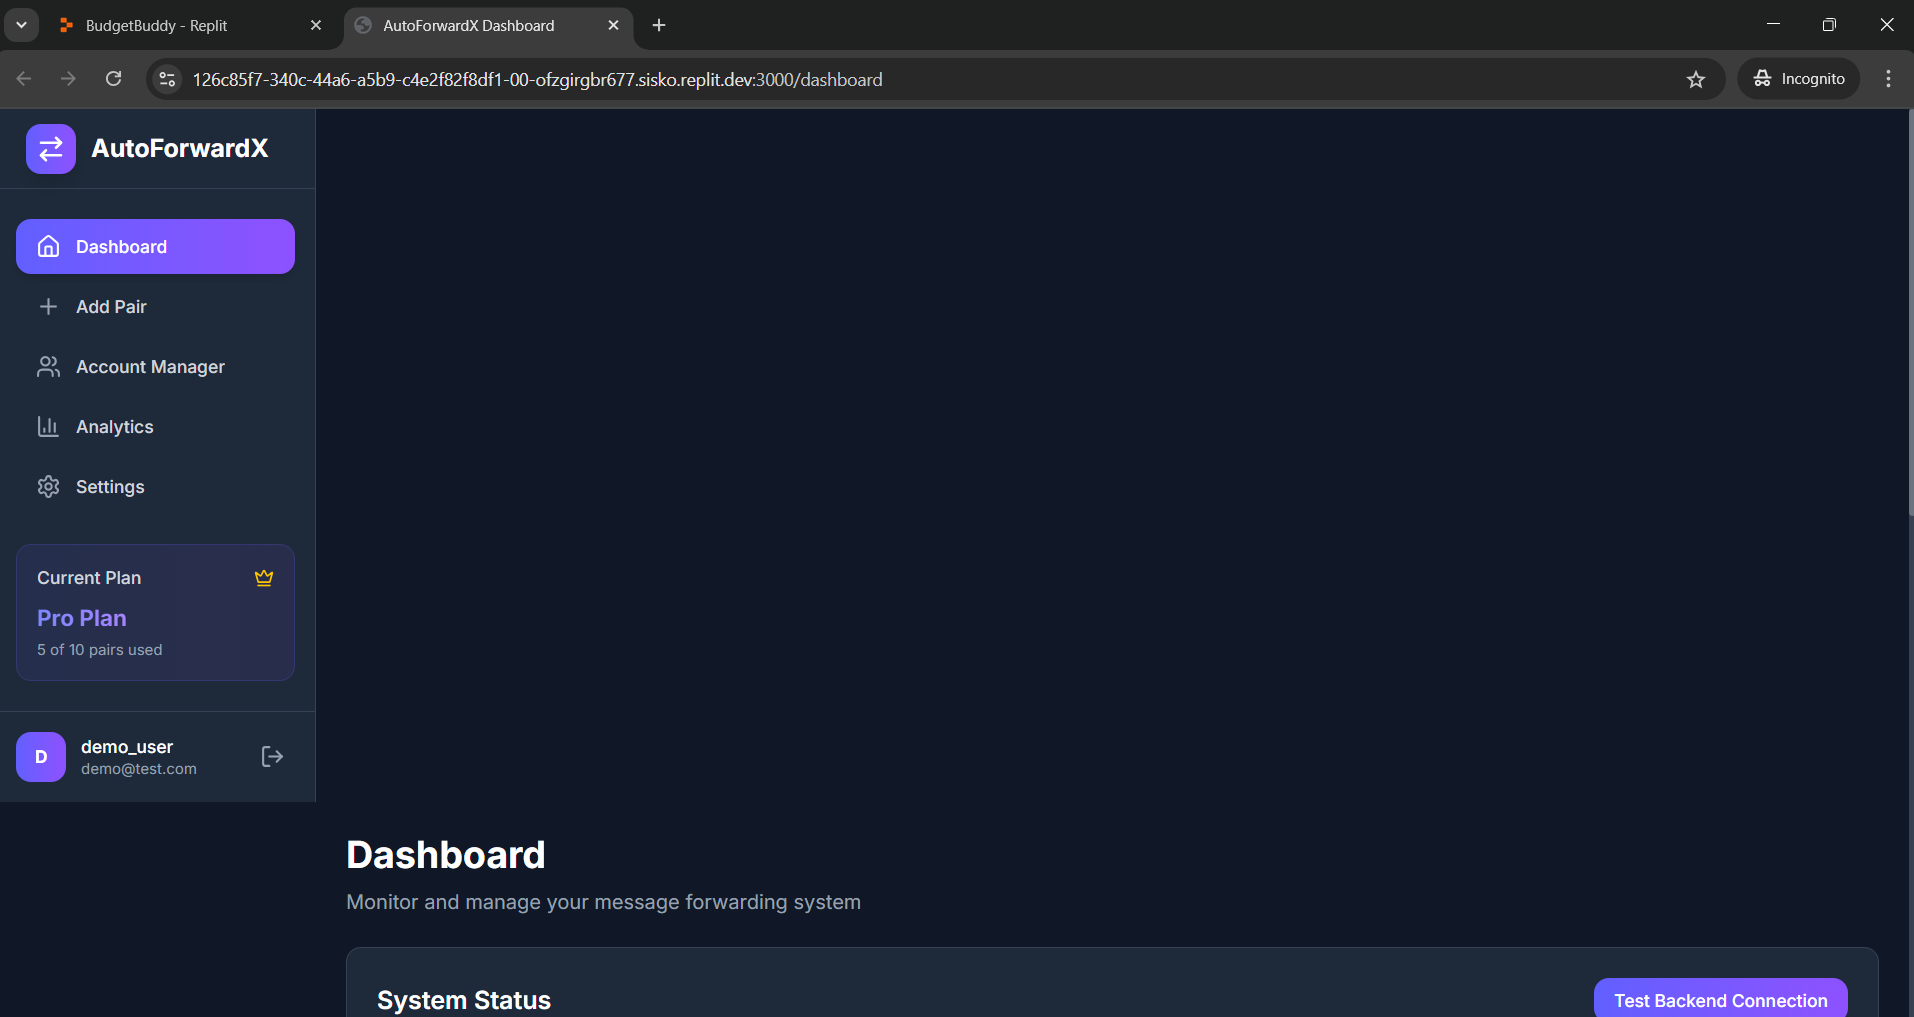 BudgetBuddy - Replit
AutoForwardX Dashboard
126c85f7-340c-44a6-a5b9-c4e2f82f8df1-00-ofzgirgbr677.sisko.replit.dev:3000/dashboard
Incognito
AutoForwardX
Dashboard
Add Pair
Account Manager
Analytics
Settings
Current Plan
Pro Plan
5 of 10 pairs used
D
demo_user
demo@test.com
Dashboard
Monitor and manage your message forwarding system
System Status
Test Backend Connection